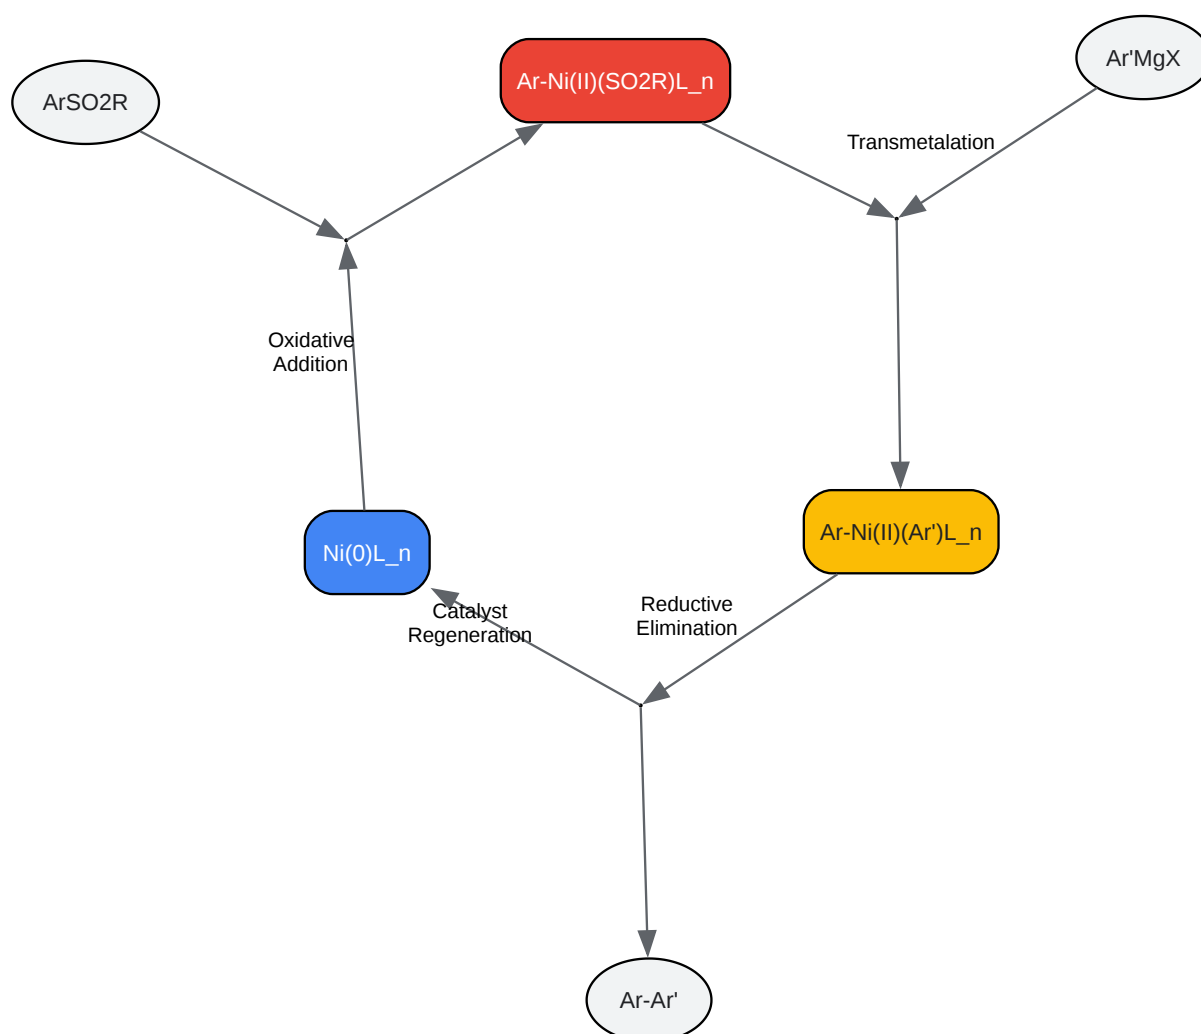 Ar'MgX
Ar-Ni(II)(SO2R)L_n
ArSO2R
Transmetalation
Oxidative
Addition
Ar-Ni(II)(Ar')L_n
Ni(0)L_n
Reductive
Elimination
Catalyst
Regeneration
Ar-Ar'